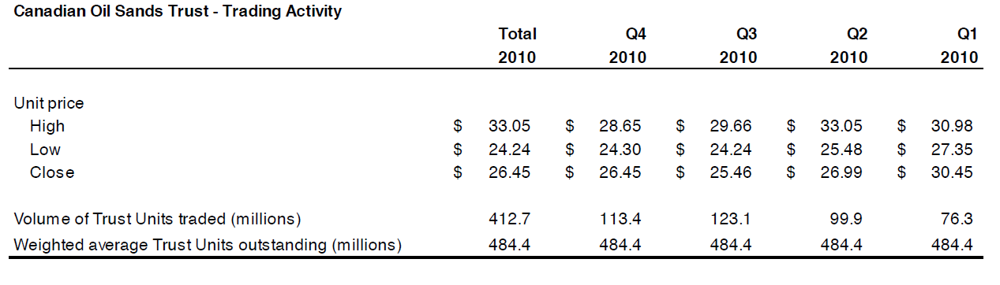 Canadian Oil Sands Trust - Trading Activity
Total Q4 Q3 Q2 Q1
2010 2010 2010 2010 2010
Unit price
High $ 33.05 $ 28.65 $ 29.66 $ 33.05 $ 30.98
Low $ 24.24 $ 24.30 $ 24.24 $ 25.48 $ 27.35
Close $ 26.45 $ 26.45 $ 25.46 $ 26.99 $ 30.45
Volume of Trust Units traded (millions) 412.7 113.4 123.1 99.9 76.3
Weighted average Trust Units outstanding (millions) 484.4 484.4 484.4 484.4 484.4